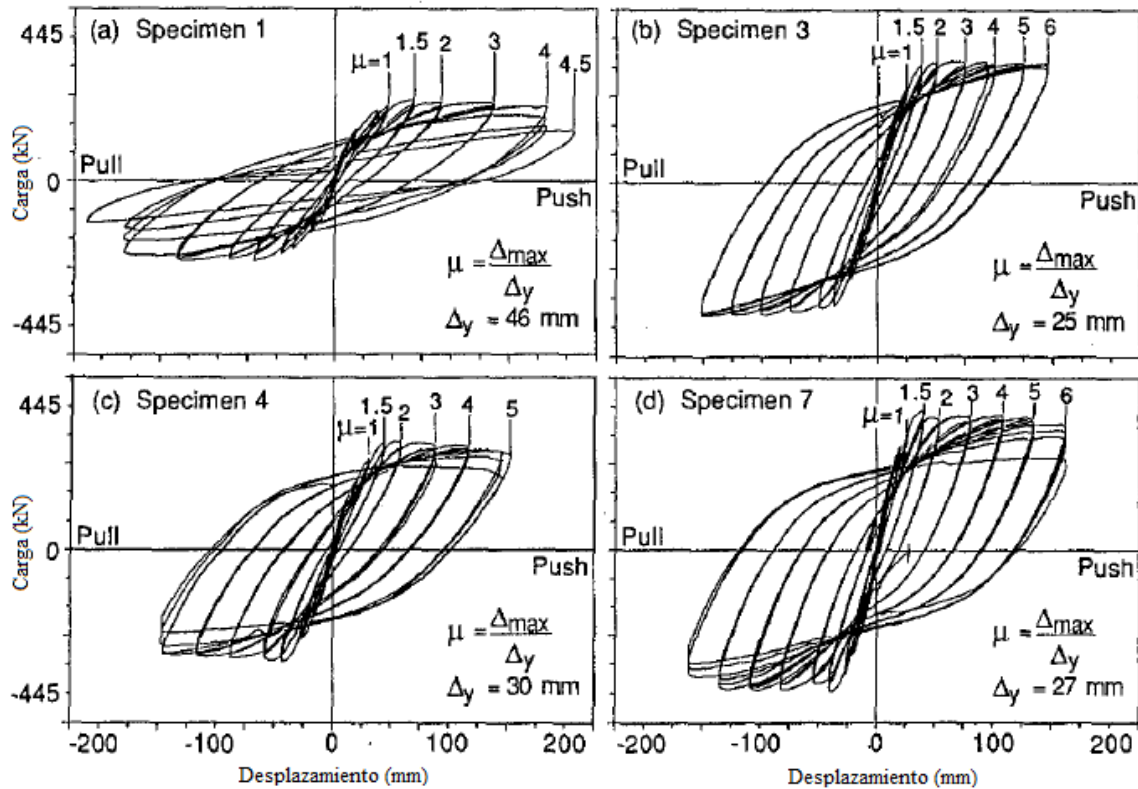 (a) Specimen 1
μ=1 1.5 2 3 4 4.5
445
0
-445
Carga (kN)
Pull
Push
μ = Δmax
Δy
Δy = 46 mm
(b) Specimen 3
μ=1 1.5 2 3 4 5 6
Pull
Push
μ = Δmax
Δy
Δy = 25 mm
(c) Specimen 4
μ=1 1.5 2 3 4 5
445
0
-445
Carga (kN)
Pull
Push
μ = Δmax
Δy
Δy = 30 mm
-200 -100 0 100 200
Desplazamiento (mm)
(d) Specimen 7
μ=1 1.5 2 3 4 5 6
Pull
Push
μ = Δmax
Δy
Δy = 27 mm
-200 -100 0 100 200
Desplazamiento (mm)